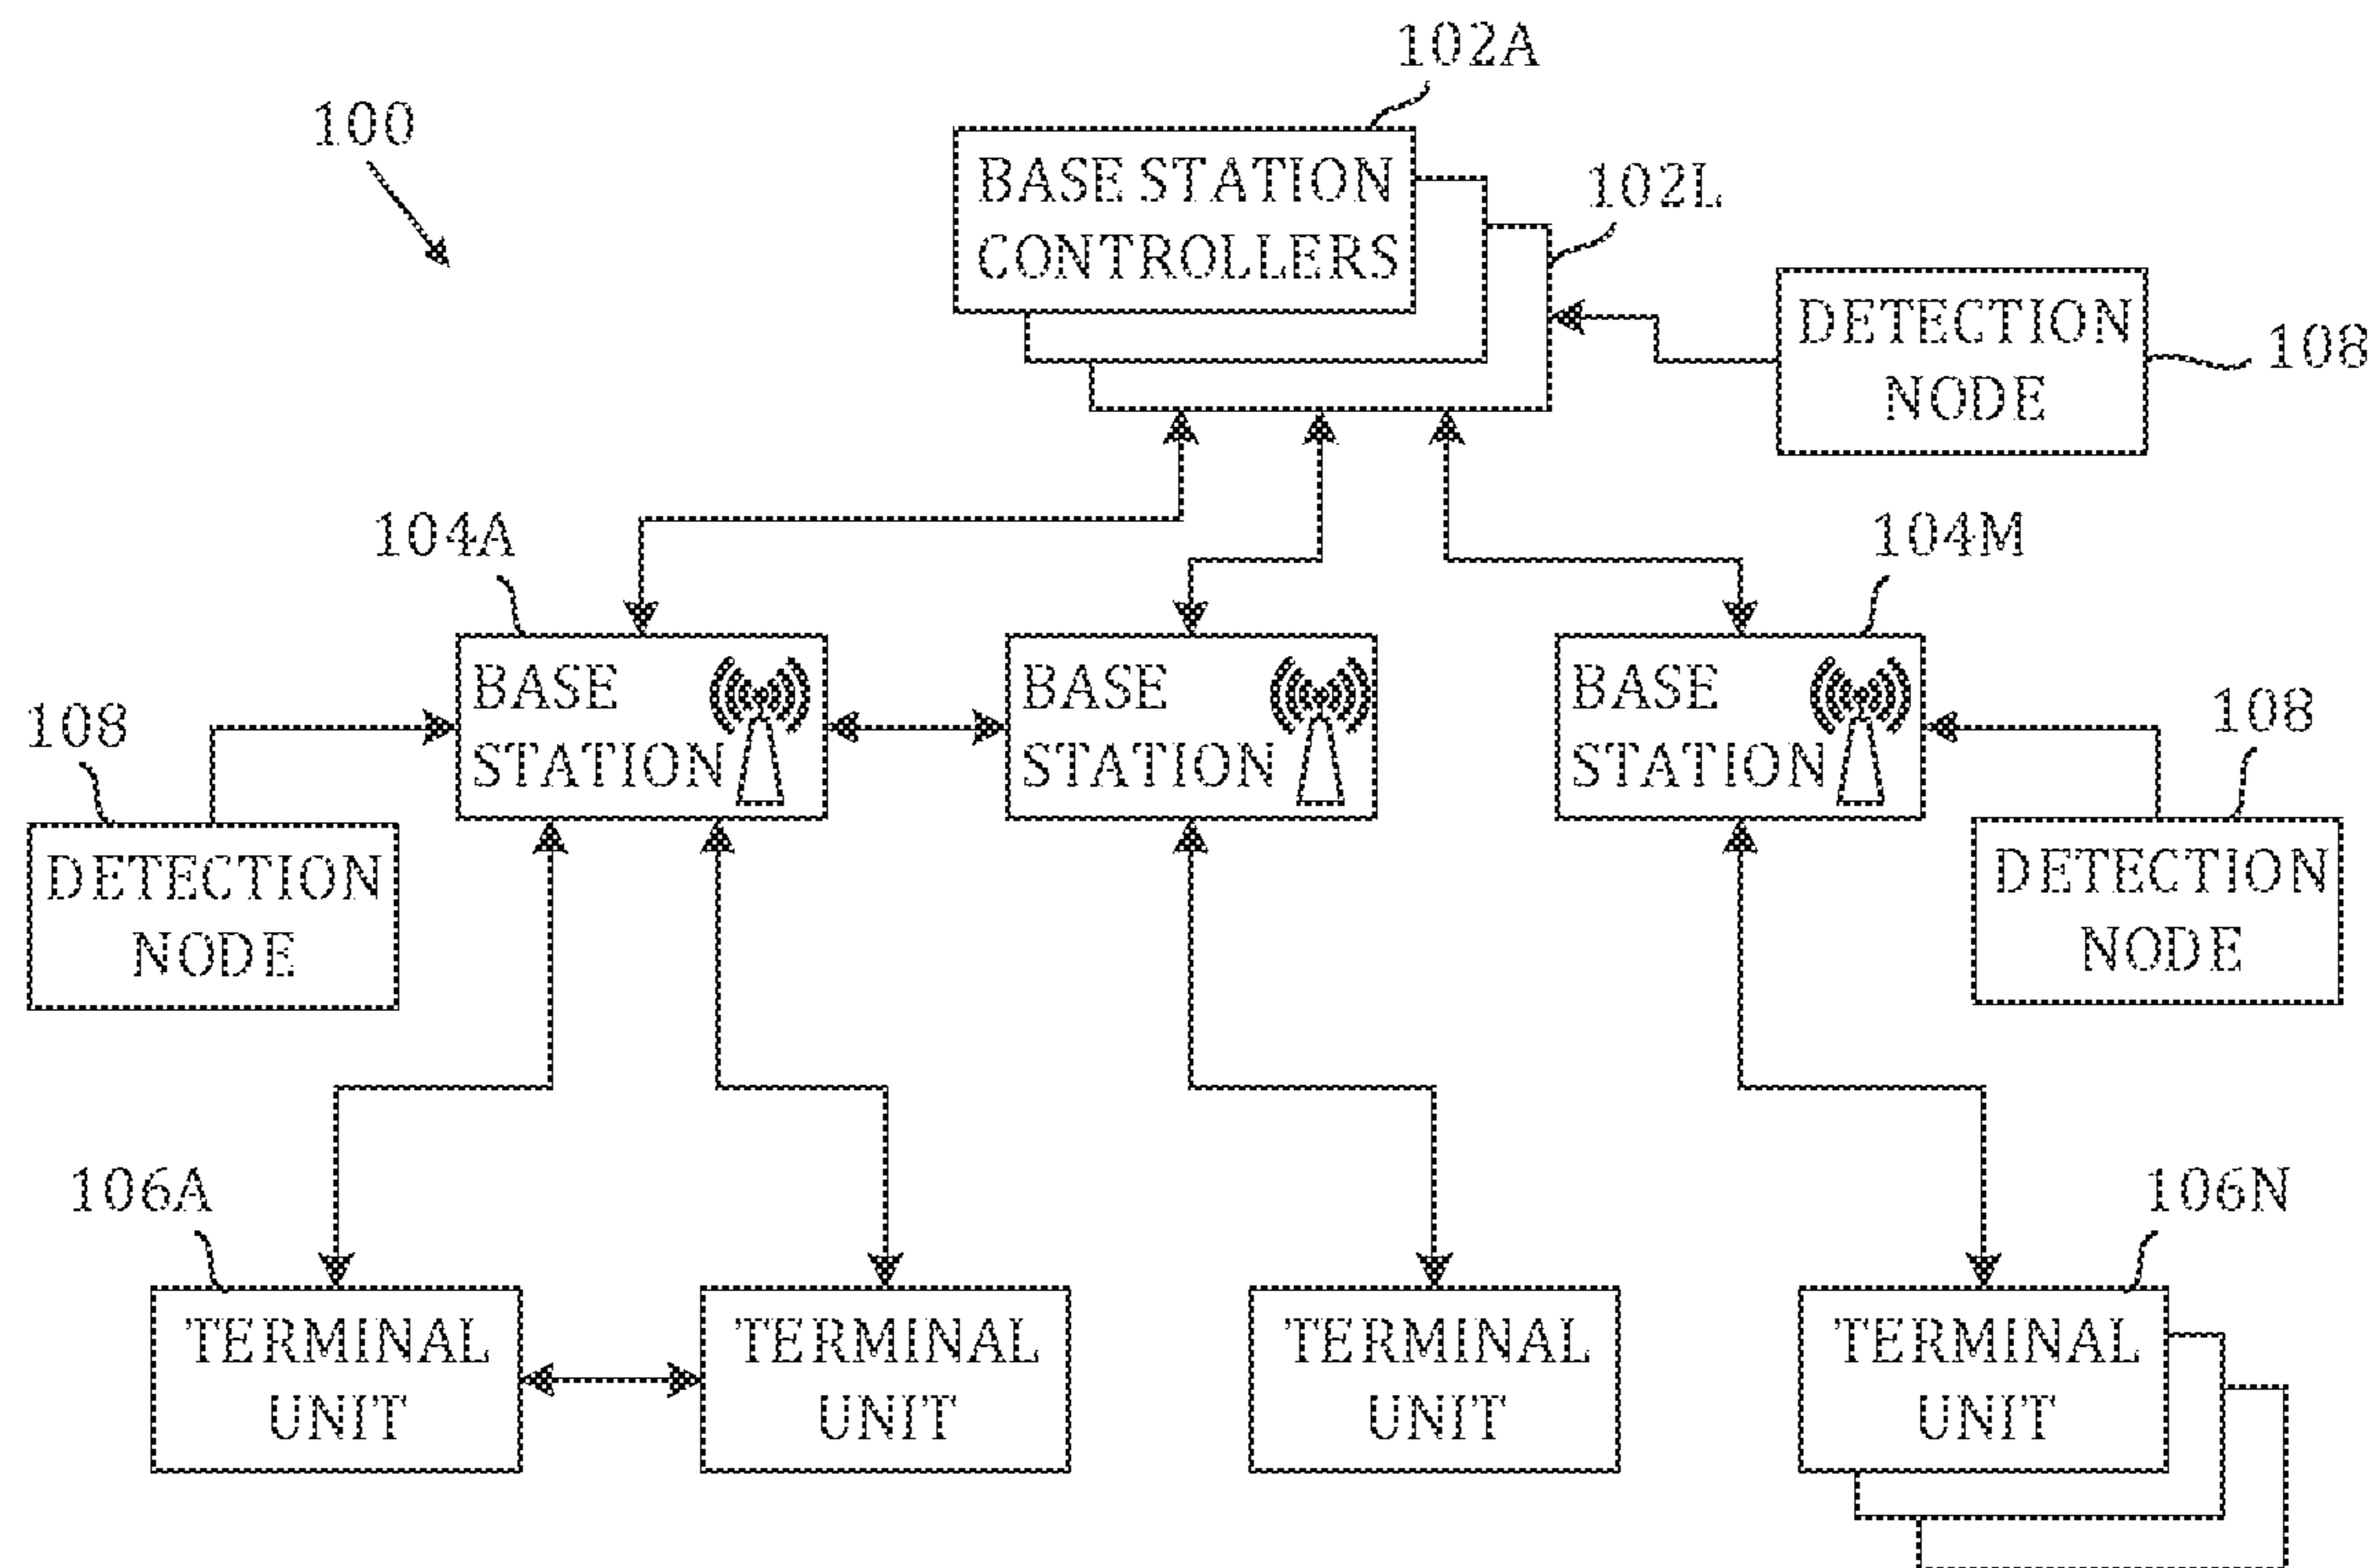 102A
100
BASE STATION
CONTROLLERS
102L
DETECTION
NODE
108
104A
104M
BASE
STATION
BASE
STATION
BASE
STATION
108
108
DETECTION
NODE
DETECTION
NODE
106A
106N
TERMINAL
UNIT
TERMINAL
UNIT
TERMINAL
UNIT
TERMINAL
UNIT